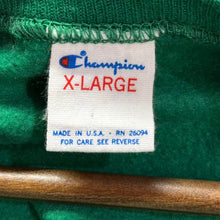 Champion
X-LARGE
MADE IN U.S.A. - RN 26094
FOR CARE SEE REVERSE